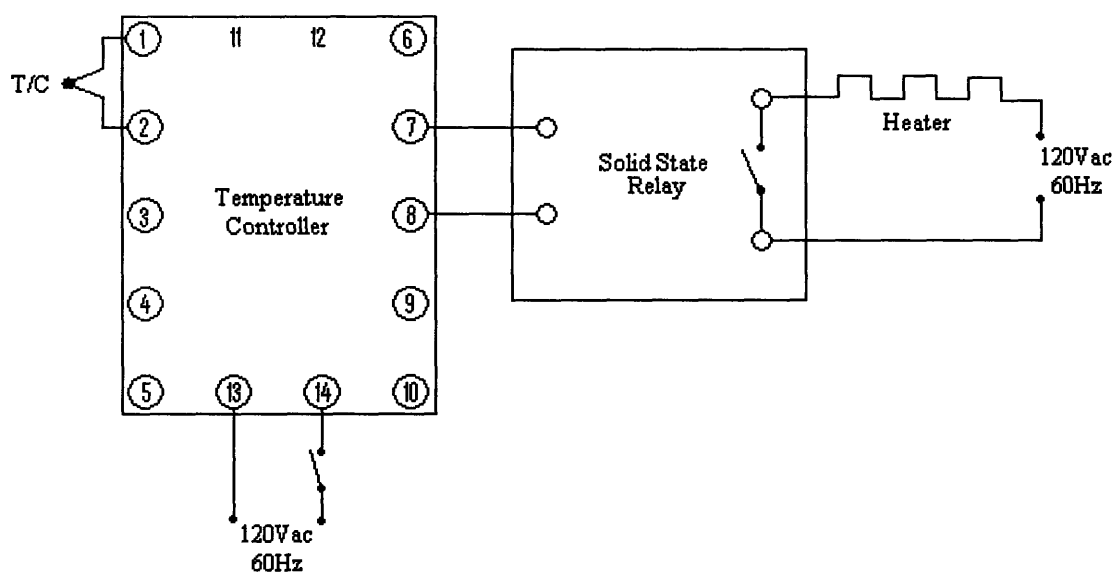 1 11 12 6
T/C
2 7
Temperature
Controller
3 8
4 9
5 13 14 10
120Vac
60Hz
Solid State
Relay
Heater
120Vac
60Hz